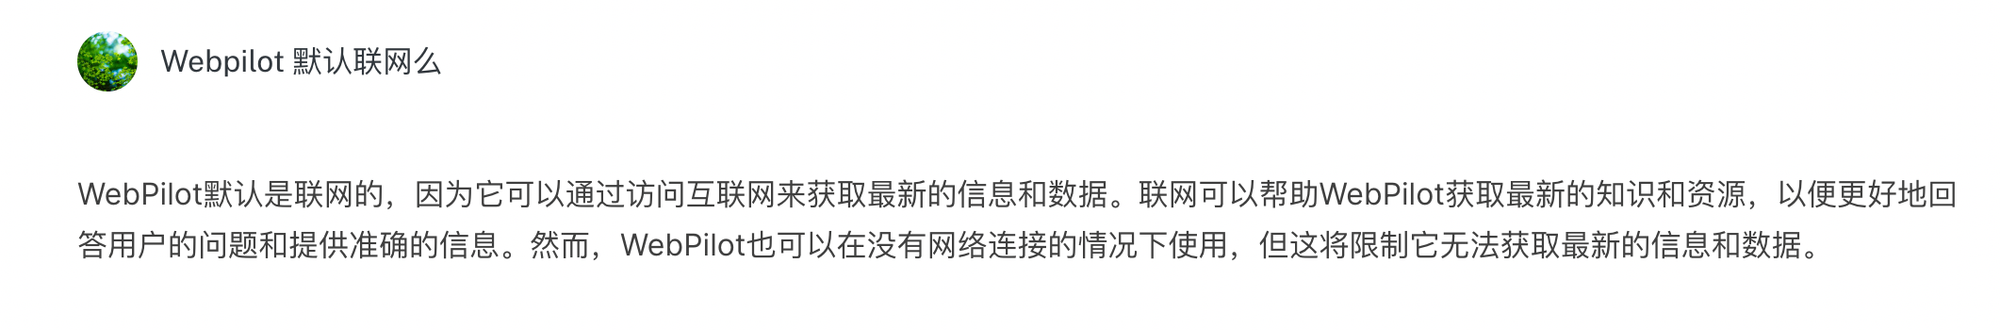 Webpilot 默认联网么
WebPilot默认是联网的，因为它可以通过访问互联网来获取最新的信息和数据。联网可以帮助WebPilot获取最新的知识和资源，以便更好地回
答用户的问题和提供准确的信息。然而，WebPilot也可以在没有网络连接的情况下使用，但这将限制它无法获取最新的信息和数据。